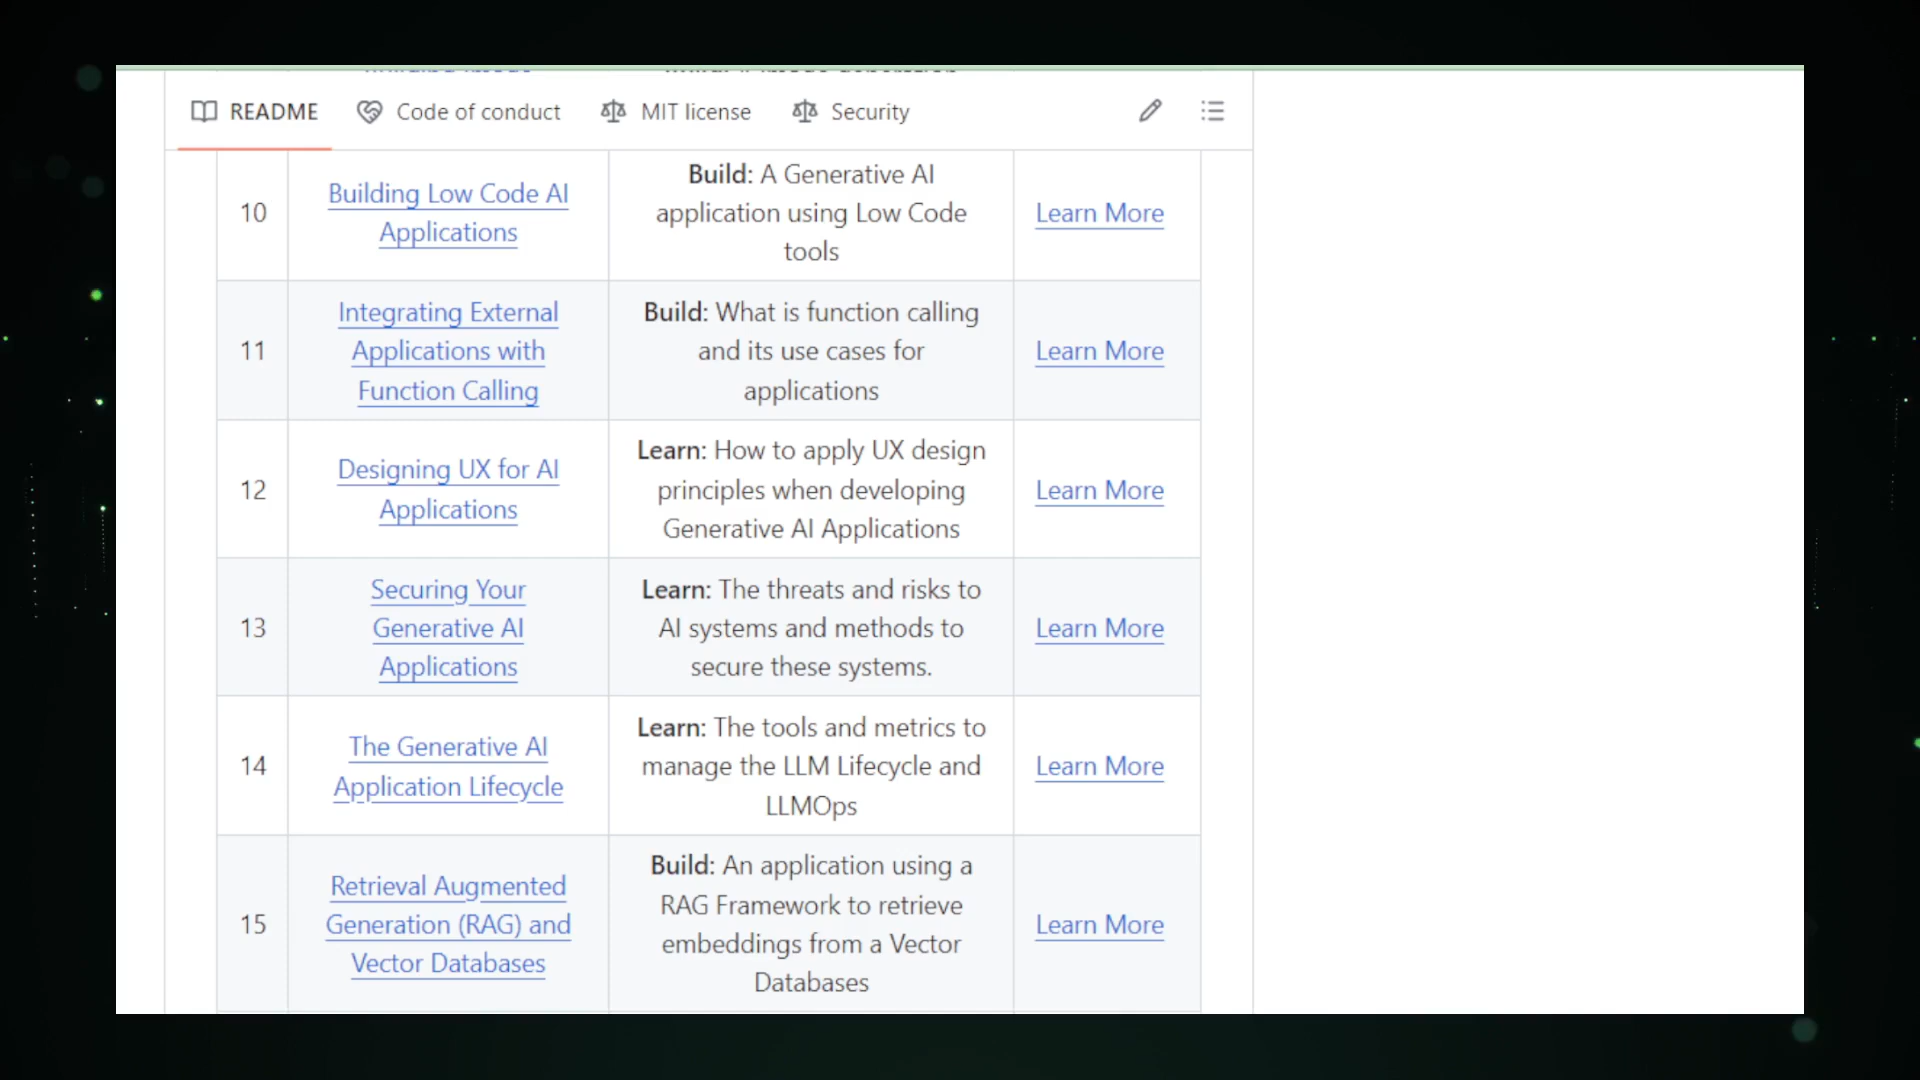 README Code of conduct MIT license Security
10 Building Low Code AI Applications Build: A Generative AI application using Low Code tools Learn More
11 Integrating External Applications with Function Calling Build: What is function calling and its use cases for applications Learn More
12 Designing UX for AI Applications Learn: How to apply UX design principles when developing Generative AI Applications Learn More
13 Securing Your Generative AI Applications Learn: The threats and risks to AI systems and methods to secure these systems. Learn More
14 The Generative AI Application Lifecycle Learn: The tools and metrics to manage the LLM Lifecycle and LLMOps Learn More
15 Retrieval Augmented Generation (RAG) and Vector Databases Build: An application using a RAG Framework to retrieve embeddings from a Vector Databases Learn More